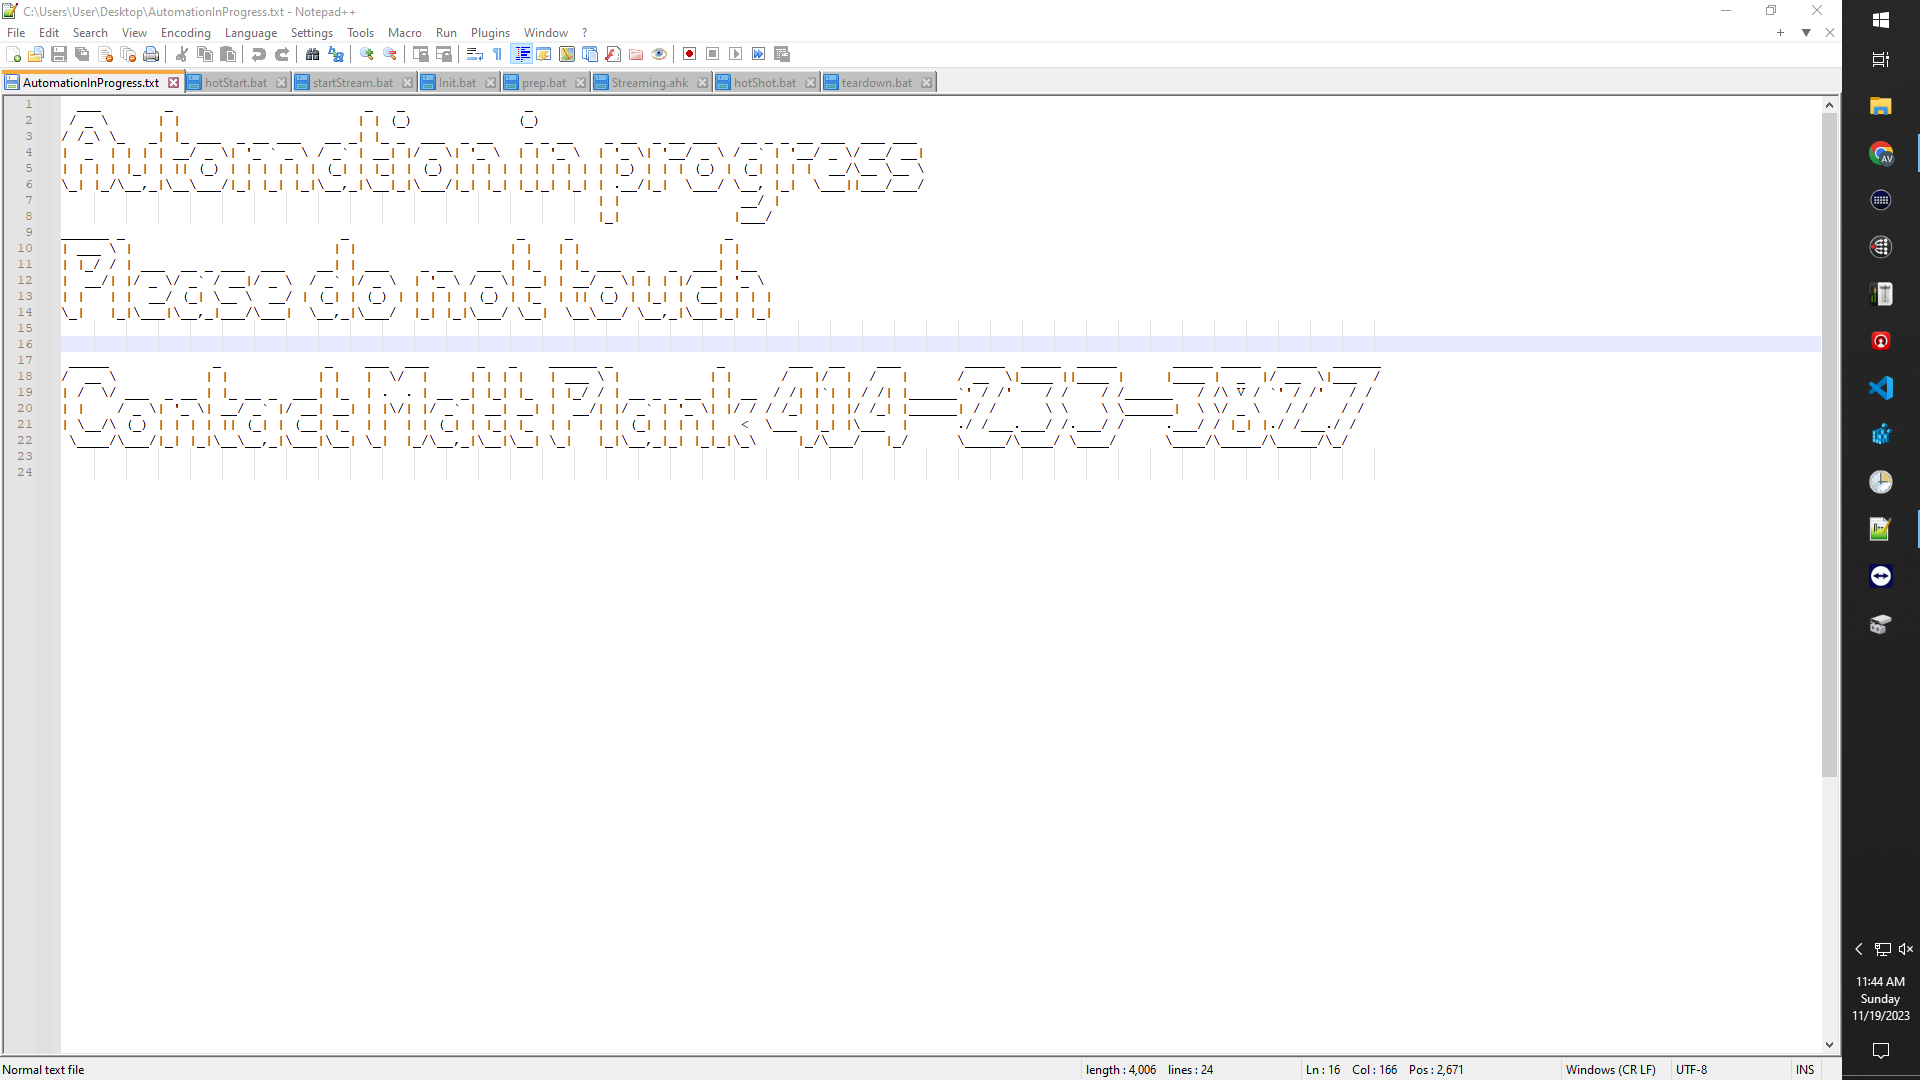 C:\Users\User\Desktop\AutomationInProgress.txt - Notepad++
File Edit Search View Encoding Language Settings Tools Macro Run Plugins Window ?
AutomationInProgress.txt hotStart.bat startStream.bat Init.bat prep.bat Streaming.ahk hotShot.bat teardown.bat
1
2
3
4
5
6
7
8
9
10
11
12
13
14
15
16
17
18
19
20
21
22
23
24
Automation in progress
Please do not touch
Contact Matt Plank 414-233-3827
Normal text file length : 4,006 lines : 24 Ln : 16 Col : 166 Pos : 2,671 Windows (CR LF) UTF-8 INS
AV
11:44 AM
Sunday
11/19/2023